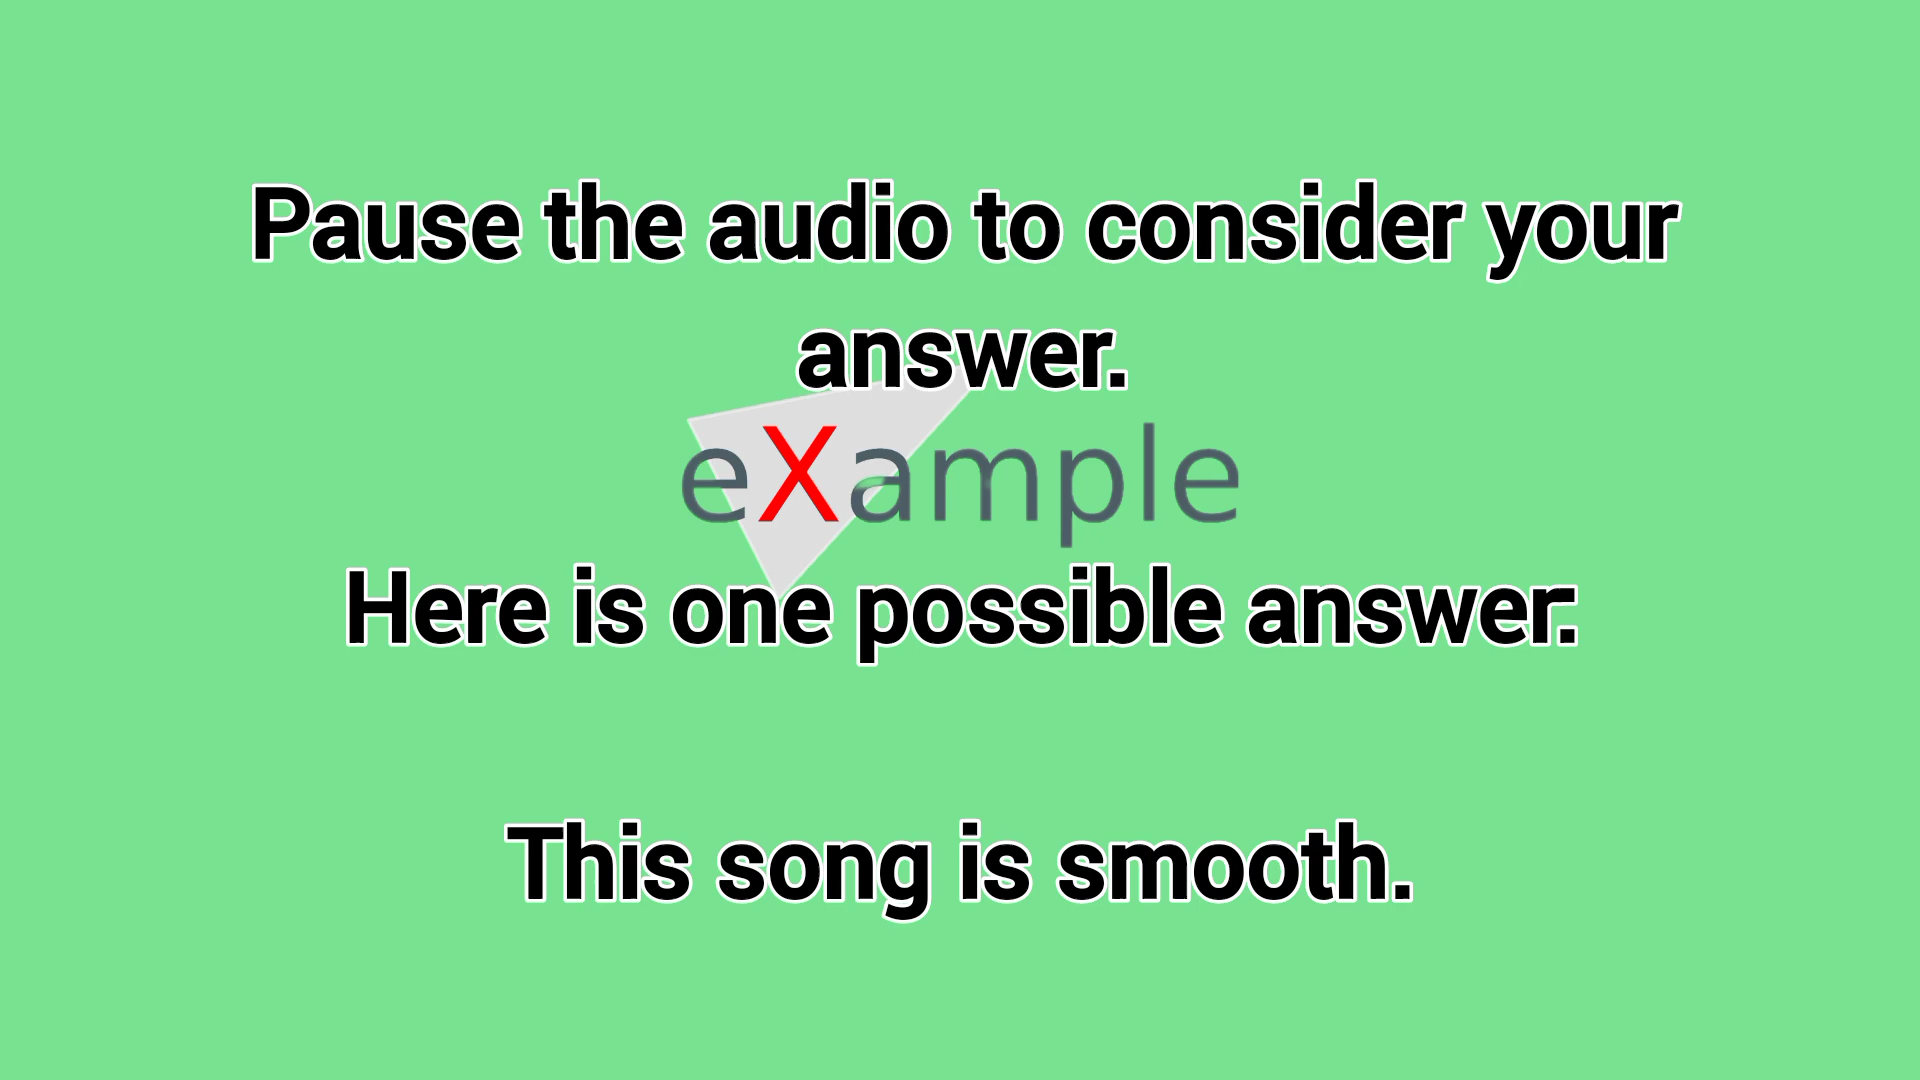 Pause the audio to consider your
answer.
eXample
Here is one possible answer.
This song is smooth.